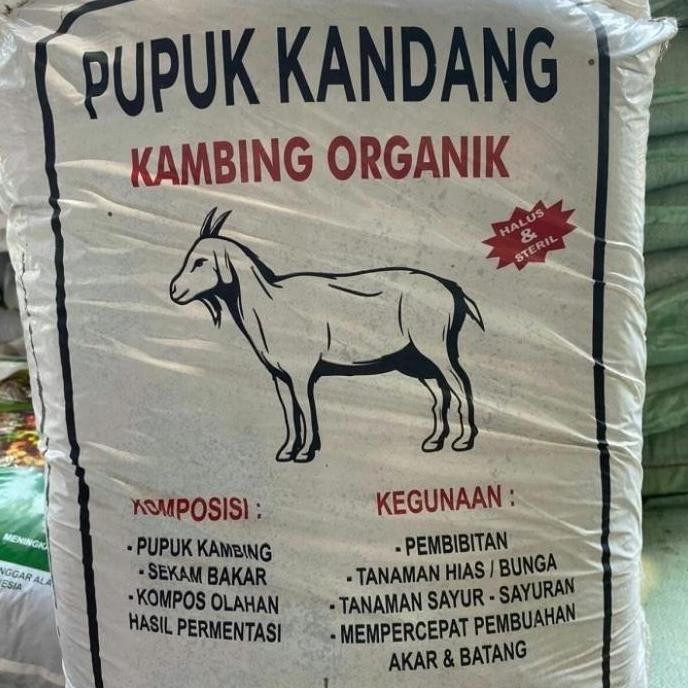 PUPUK KANDANG
KAMBING ORGANIK
HALUS
&
STERIL
KOMPOSISI :
- PUPUK KAMBING
- SEKAM BAKAR
- KOMPOS OLAHAN
HASIL PERMENTASI
KEGUNAAN :
- PEMBIBITAN
- TANAMAN HIAS / BUNGA
- TANAMAN SAYUR - SAYURAN
- MEMPERCEPAT PEMBUAHAN
AKAR & BATANG